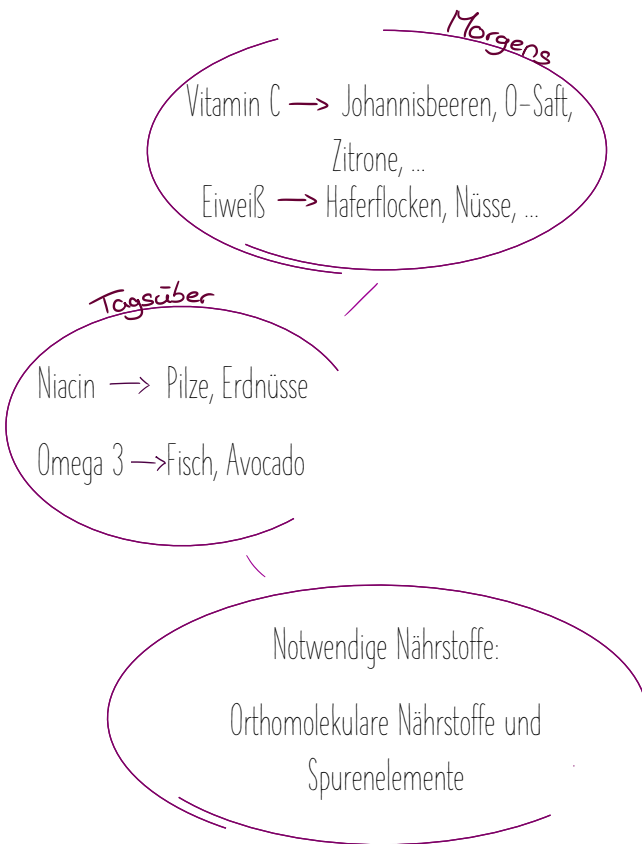 Morgens
Vitamin C → Johannisbeeren, O-Saft,
Zitrone, ...
Eiweiß → Haferflocken, Nüsse, ...
Tagsüber
Niacin → Pilze, Erdnüsse
Omega 3 → Fisch, Avocado
Notwendige Nährstoffe:
Orthomolekulare Nährstoffe und
Spurenelemente